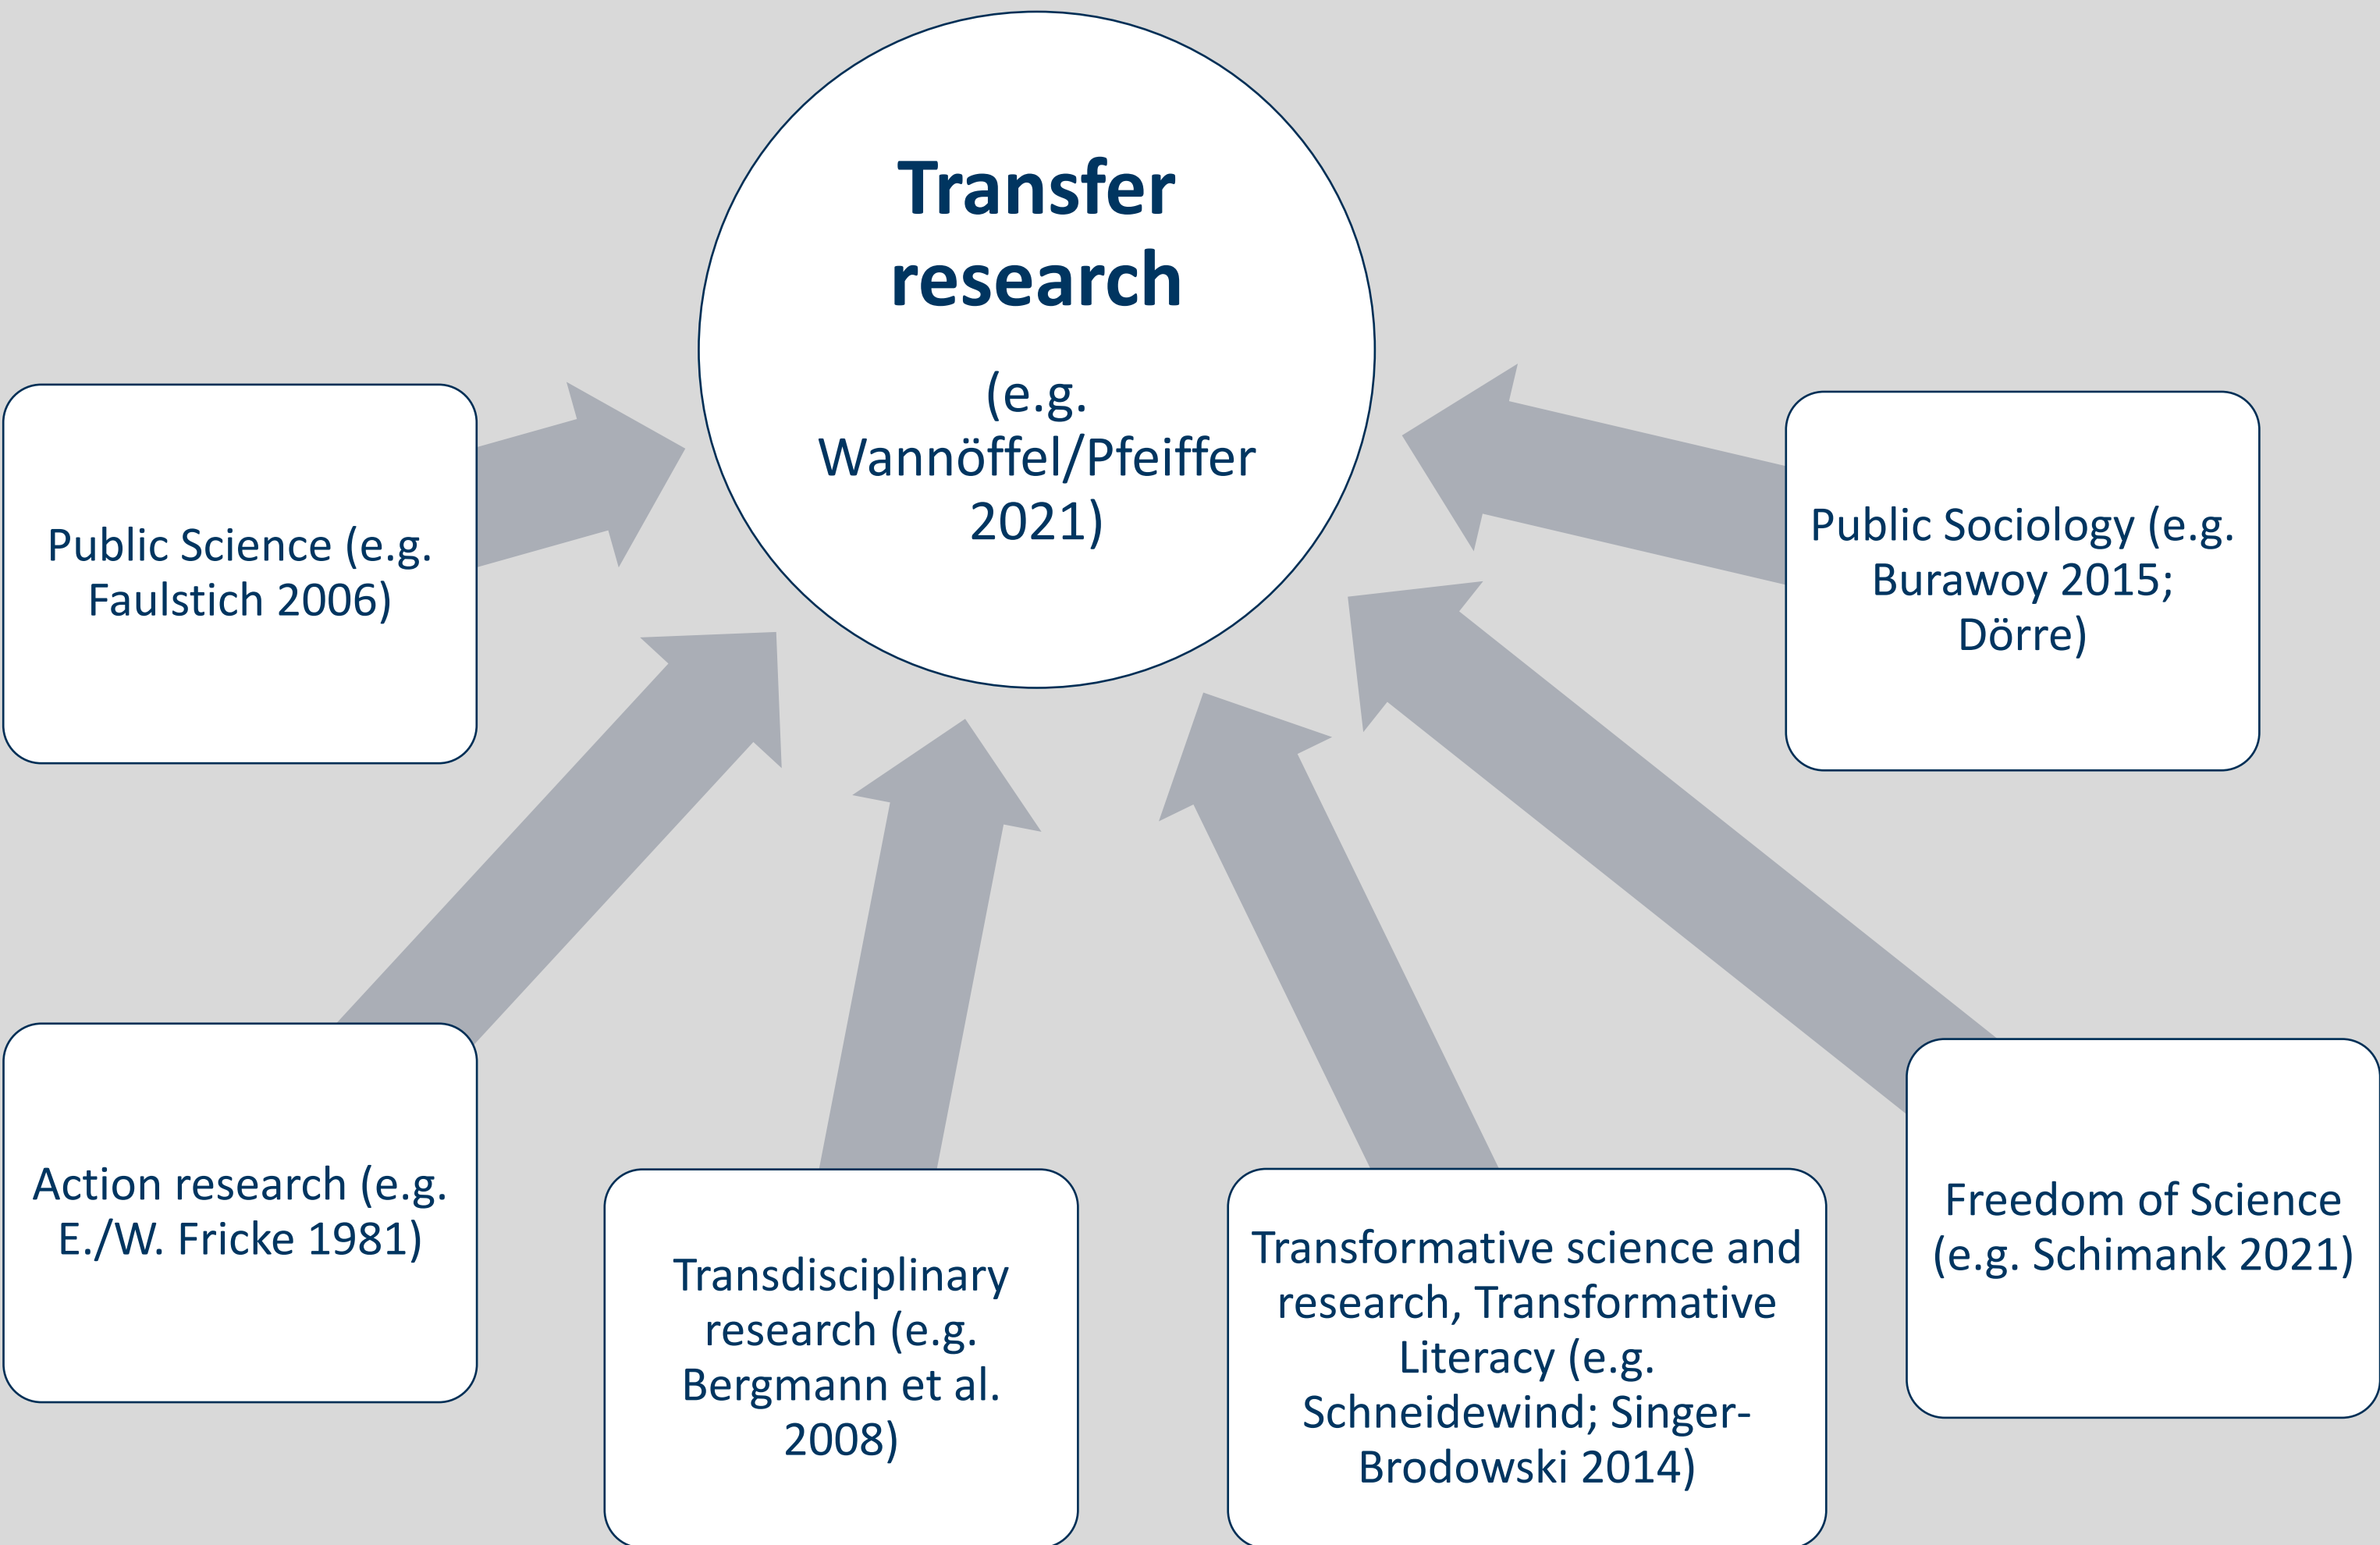 Transfer
research
(e.g.
Wannöffel/Pfeiffer
2021)
Public Science (e.g.
Faulstich 2006)
Public Sociology (e.g.
Burawoy 2015;
Dörre)
Action research (e.g.
E./W. Fricke 1981)
Transdisciplinary
research (e.g.
Bergmann et al.
2008)
Transformative science and
research, Transformative
Literacy (e.g.
Schneidewind; Singer-
Brodowski 2014)
Freedom of Science
(e.g. Schimank 2021)